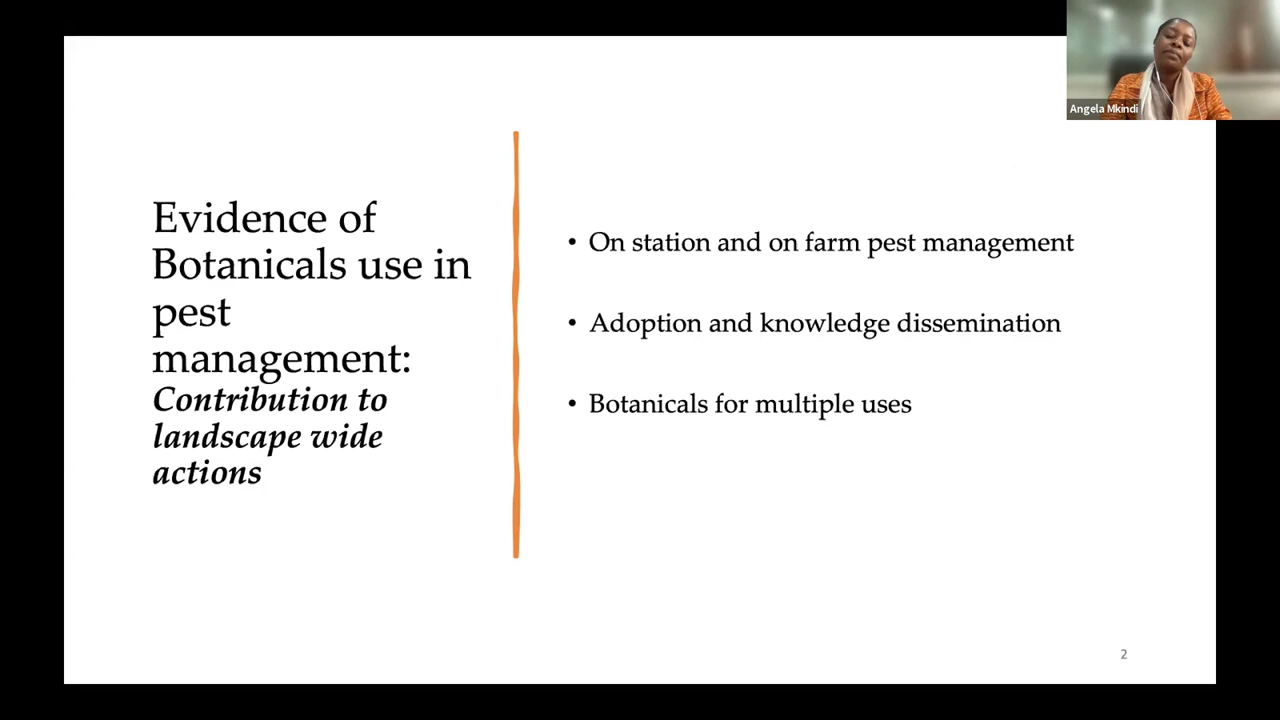 Evidence of
Botanicals use in
pest
management:
Contribution to
landscape wide
actions
• On station and on farm pest management
• Adoption and knowledge dissemination
• Botanicals for multiple uses
2
Angela Mkindi